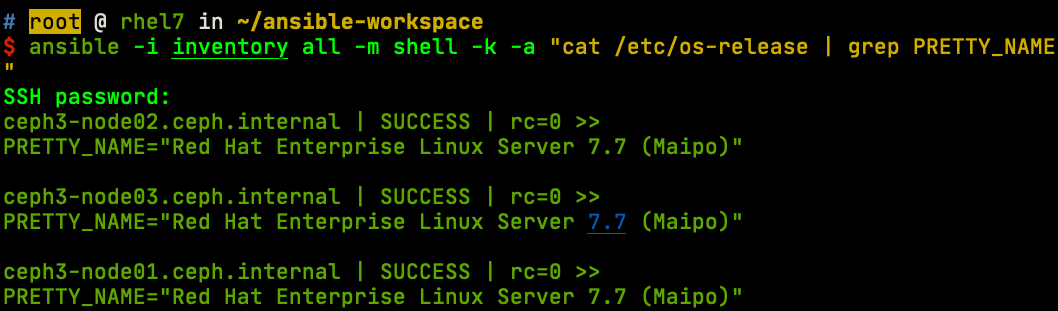 # root @ rhel7 in ~/ansible-workspace
$ ansible -i inventory all -m shell -k -a "cat /etc/os-release | grep PRETTY_NAME
"
SSH password:
ceph3-node02.ceph.internal | SUCCESS | rc=0 >>
PRETTY_NAME="Red Hat Enterprise Linux Server 7.7 (Maipo)"

ceph3-node03.ceph.internal | SUCCESS | rc=0 >>
PRETTY_NAME="Red Hat Enterprise Linux Server 7.7 (Maipo)"

ceph3-node01.ceph.internal | SUCCESS | rc=0 >>
PRETTY_NAME="Red Hat Enterprise Linux Server 7.7 (Maipo)"